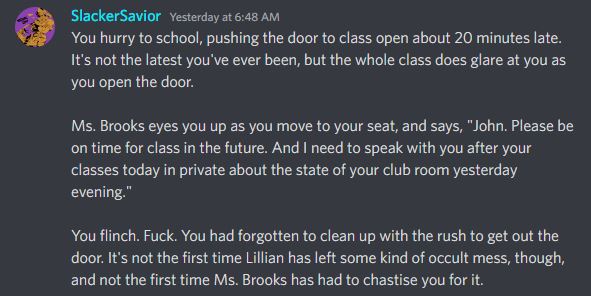 SlackerSavior Yesterday at 6:48 AM
You hurry to school, pushing the door to class open about 20 minutes late.
It's not the latest you've ever been, but the whole class does glare at you as
you open the door.
Ms. Brooks eyes you up as you move to your seat, and says, "John. Please be
on time for class in the future. And I need to speak with you after your
classes today in private about the state of your club room yesterday
evening."
You flinch. Fuck. You had forgotten to clean up with the rush to get out the
door. It's not the first time Lillian has left some kind of occult mess, though,
and not the first time Ms. Brooks has had to chastise you for it.